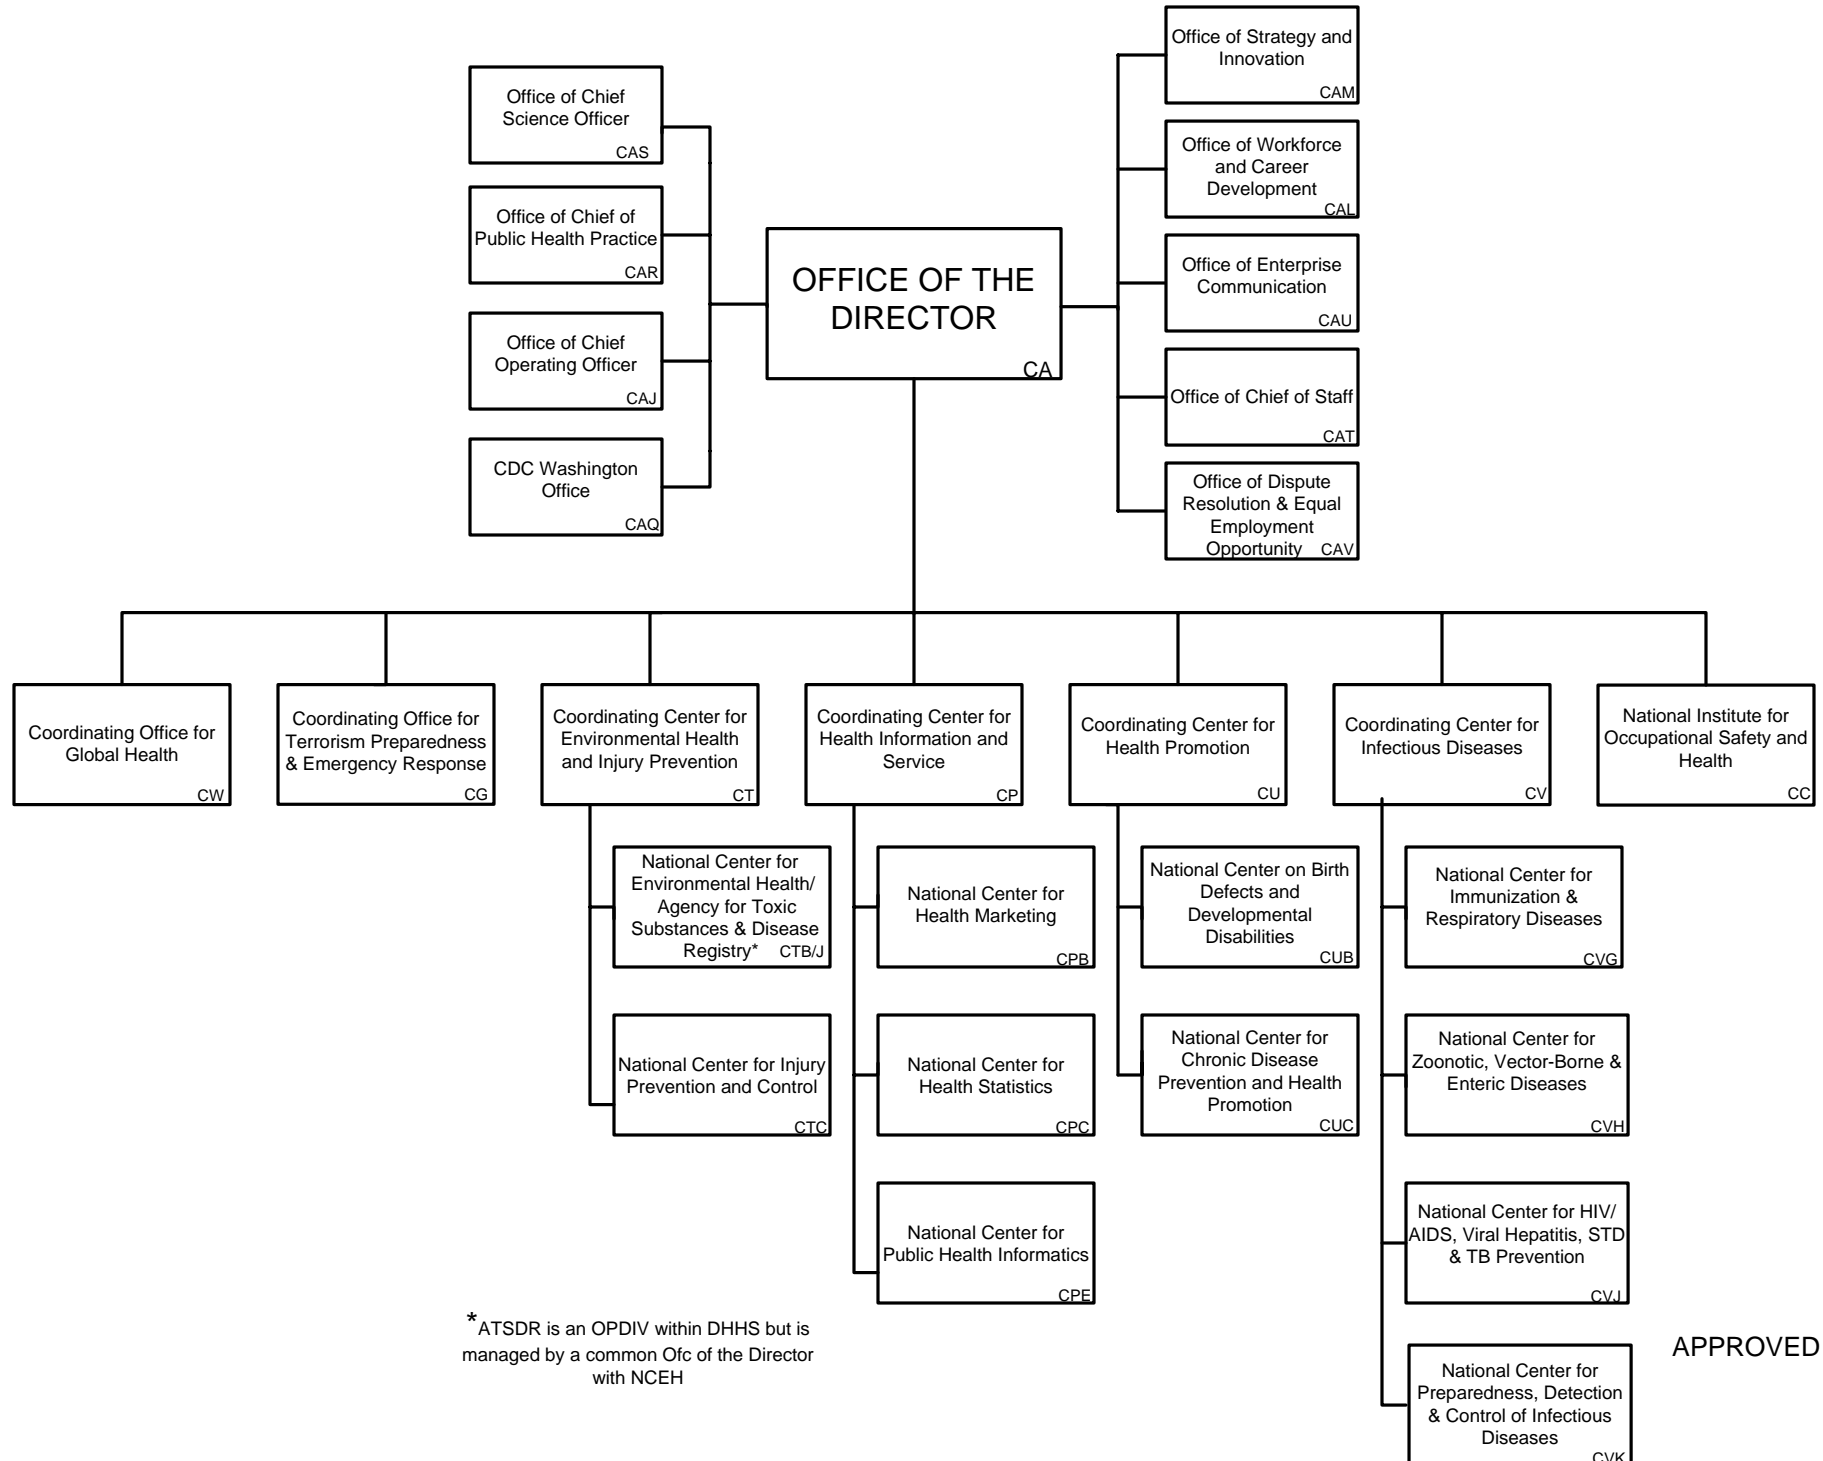 Office of Chief
Science Officer
CAS
Office of Chief of
Public Health Practice
CAR
Office of Chief
Operating Officer
CAJ
CDC Washington
Office
CAQ
OFFICE OF THE
DIRECTOR
CA
Office of Strategy and
Innovation
CAM
Office of Workforce
and Career
Development
CAL
Office of Enterprise
Communication
CAU
Office of Chief of Staff
CAT
Office of Dispute
Resolution & Equal
Employment
Opportunity CAV
Coordinating Office for
Global Health
CW
Coordinating Office for
Terrorism Preparedness
& Emergency Response
CG
Coordinating Center for
Environmental Health
and Injury Prevention
CT
Coordinating Center for
Health Information and
Service
CP
Coordinating Center for
Health Promotion
CU
Coordinating Center for
Infectious Diseases
CV
National Institute for
Occupational Safety and
Health
CC
National Center for
Environmental Health/
Agency for Toxic
Substances & Disease
Registry* CTB/J
National Center for Injury
Prevention and Control
CTC
National Center for
Health Marketing
CPB
National Center for
Health Statistics
CPC
National Center for
Public Health Informatics
CPE
National Center on Birth
Defects and
Developmental
Disabilities
CUB
National Center for
Chronic Disease
Prevention and Health
Promotion
CUC
National Center for
Immunization &
Respiratory Diseases
CVG
National Center for
Zoonotic, Vector-Borne &
Enteric Diseases
CVH
National Center for HIV/
AIDS, Viral Hepatitis, STD
& TB Prevention
CVJ
National Center for
Preparedness, Detection
& Control of Infectious
Diseases
CVK
*ATSDR is an OPDIV within DHHS but is
managed by a common Ofc of the Director
with NCEH
APPROVED